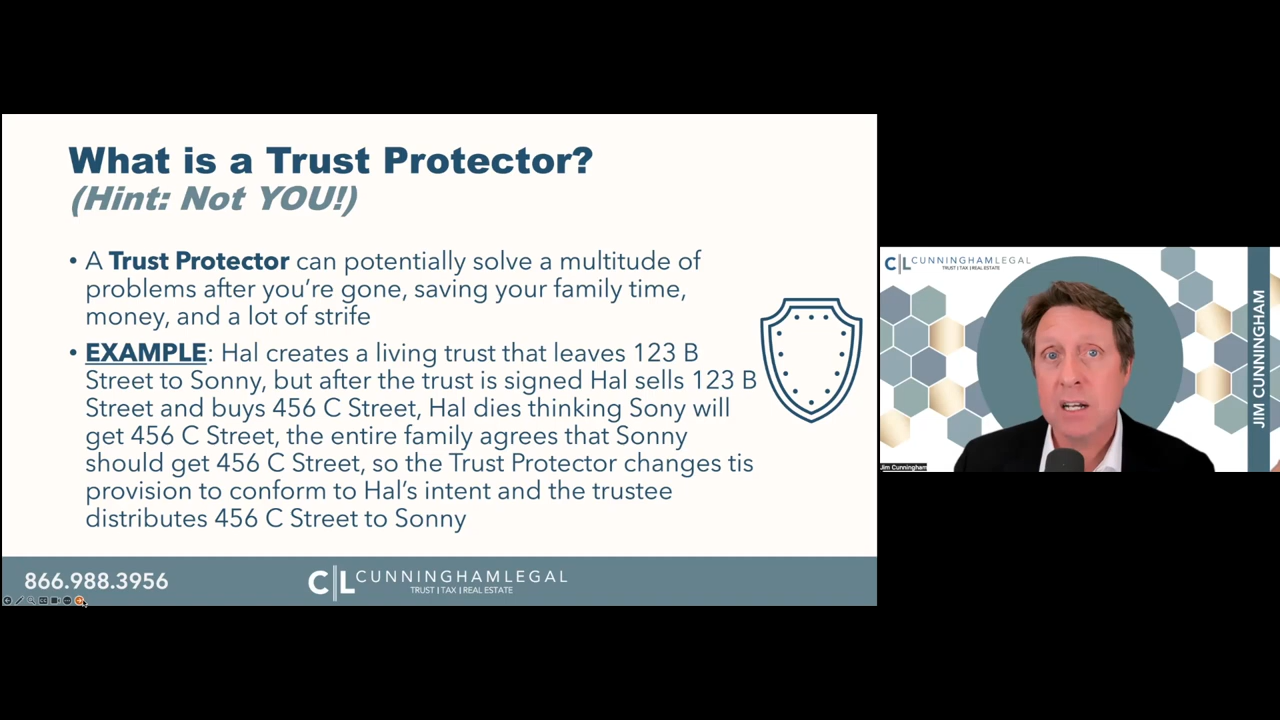 What is a Trust Protector?
(Hint: Not YOU!)
• A Trust Protector can potentially solve a multitude of
problems after you’re gone, saving your family time,
money, and a lot of strife
• EXAMPLE: Hal creates a living trust that leaves 123 B
Street to Sonny, but after the trust is signed Hal sells 123 B
Street and buys 456 C Street, Hal dies thinking Sony will
get 456 C Street, the entire family agrees that Sonny
should get 456 C Street, so the Trust Protector changes tis
provision to conform to Hal’s intent and the trustee
distributes 456 C Street to Sonny
866.988.3956
C|L CUNNINGHAMLEGAL
TRUST | TAX | REAL ESTATE
C|L CUNNINGHAMLEGAL
TRUST | TAX | REAL ESTATE
JIM CUNNINGHAM
Jim Cunningham